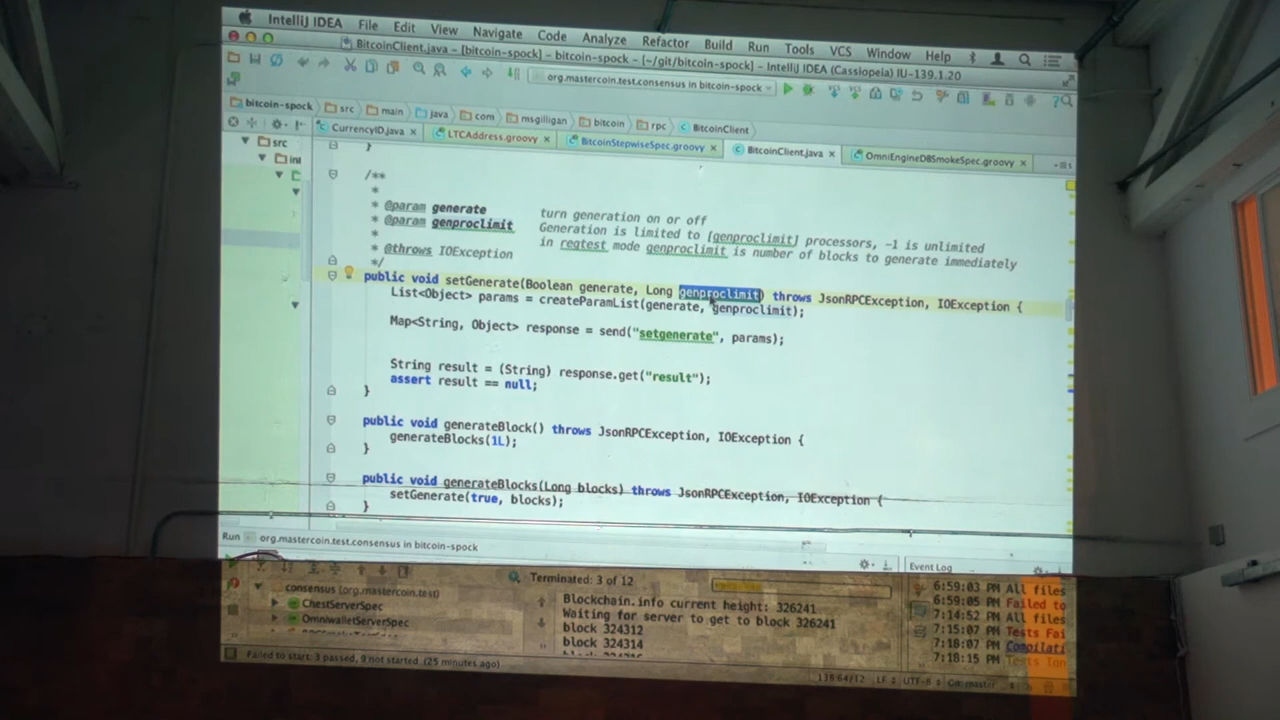 IntelliJ IDEA File Edit View Navigate Code Analyze Refactor Build Run Tools VCS Window Help
BitcoinClient.java – [bitcoin-spock] – bitcoin-spock – [~/git/bitcoin-spock] – IntelliJ IDEA (Cassiopeia) IU-139.1.20
org.mastercoin.test.consensus in bitcoin-spock
bitcoin-spock src main java com msgilligan bitcoin rpc BitcoinClient
CurrencyID.java LTCAddress.groovy BitcoinStepwiseSpec.groovy BitcoinClient.java OmniEngineDBSmokeSpec.groovy
src
int
}
/**
*
* @param generate turn generation on or off
* @param genproclimit Generation is limited to [genproclimit] processors, -1 is unlimited
* in regtest mode genproclimit is number of blocks to generate immediately
* @throws IOException
*/
public void setGenerate(Boolean generate, Long genproclimit) throws JsonRPCException, IOException {
List<Object> params = createParamList(generate, genproclimit);
Map<String, Object> response = send("setgenerate", params);
String result = (String) response.get("result");
assert result == null;
}
public void generateBlock() throws JsonRPCException, IOException {
generateBlocks(1L);
}
public void generateBlocks(Long blocks) throws JsonRPCException, IOException {
setGenerate(true, blocks);
}
Run org.mastercoin.test.consensus in bitcoin-spock
Event Log
Terminated: 3 of 12
consensus (org.mastercoin.test)
ChestServerSpec
OmniwalletServerSpec
Blockchain.info current height: 326241
Waiting for server to get to block 326241
block 324312
block 324314
6:59:03 PM All files
6:59:05 PM Failed to
7:14:52 PM All files
7:15:07 PM Tests Fai
7:18:07 PM Compilati
7:18:15 PM Tests
Failed to start: 3 passed, 9 not started (25 minutes ago)
138:64/12 LF UTF-8 Git: master